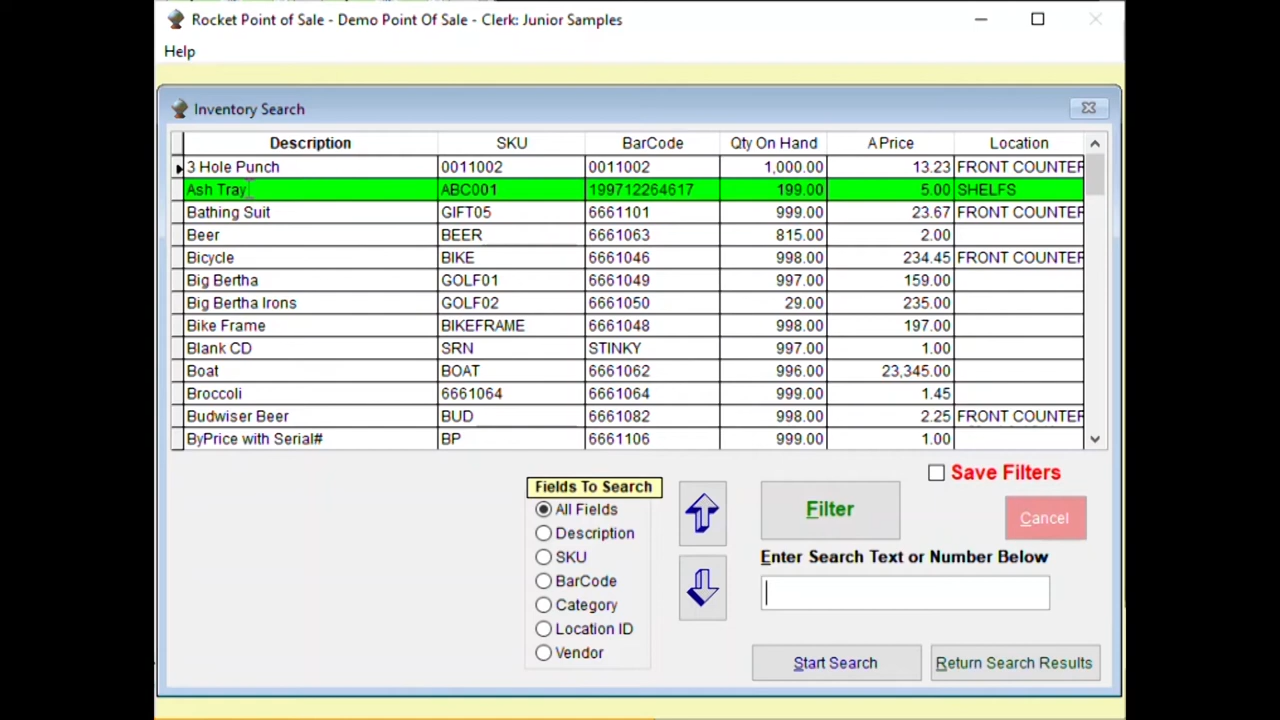 Rocket Point of Sale - Demo Point Of Sale - Clerk: Junior Samples
Help
Inventory Search
Description SKU BarCode Qty On Hand A Price Location
3 Hole Punch 0011002 0011002 1,000.00 13.23 FRONT COUNTER
Ash Tray ABC001 199712264617 199.00 5.00 SHELFS
Bathing Suit GIFT05 6661101 999.00 23.67 FRONT COUNTER
Beer BEER 6661063 815.00 2.00
Bicycle BIKE 6661046 998.00 234.45 FRONT COUNTER
Big Bertha GOLF01 6661049 997.00 159.00
Big Bertha Irons GOLF02 6661050 29.00 235.00
Bike Frame BIKEFRAME 6661048 998.00 197.00
Blank CD SRN STINKY 997.00 1.00
Boat BOAT 6661062 996.00 23,345.00
Broccoli 6661064 6661064 999.00 1.45
Budwiser Beer BUD 6661082 998.00 2.25 FRONT COUNTER
ByPrice with Serial# BP 6661106 999.00 1.00
Save Filters
Fields To Search
All Fields
Description
SKU
BarCode
Category
Location ID
Vendor
Filter
Cancel
Enter Search Text or Number Below
Start Search
Return Search Results